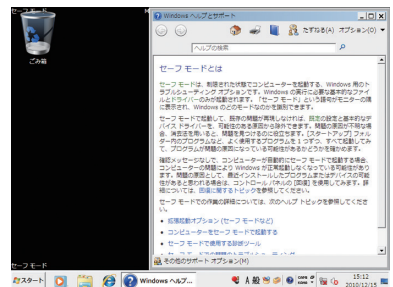 セーフ モード
ごみ箱
Windows ヘルプとサポート
たずねる(A) オプション(O)
ヘルプの検索
セーフ モードとは
セーフ モードは、制限された状態でコンピューターを起動する、Windows 用のト
ラブルシューティング オプションです。Windows の実行に必要な基本的なファイ
ルとドライバーのみが起動されます。「セーフ モード」という語句がモニターの隅
に表示され、Windows のどのモードなのかを識別できます。
セーフ モードで起動して、既存の問題が再現しなければ、既定の設定と基本的なデ
バイス ドライバーを、可能性のある原因から除外できます。問題の原因が不明な場
合、消去法を用いると、問題を見つけるのに役立ちます。[スタートアップ] フォル
ダー内のプログラムなど、よく使用するプログラムを 1 つずつ、すべて起動してみ
て、プログラムが問題の原因になっている可能性があるかどうかを確かめます。
確認メッセージなしで、コンピューターが自動的にセーフ モードで起動する場合、
コンピューターの問題により Windows が正常起動しなくなっている可能性があり
ます。問題の原因として、最近インストールしたプログラムまたはデバイスの可能
性があると思われる場合は、コントロール パネルの [回復] を使用してみます。詳
細については、回復に関するトピックを参照してください。
セーフ モードでの作業の詳細については、次のヘルプ トピックを参照してくださ
い。
拡張起動オプション (セーフ モードなど)
コンピューターをセーフ モードで起動する
セーフ モードで使用する診断ツール
その他のサポート オプション(M)
セーフ モード
スタート
Windows ヘルプ...
A 般
CAPS
KANA
15:12
2010/12/15